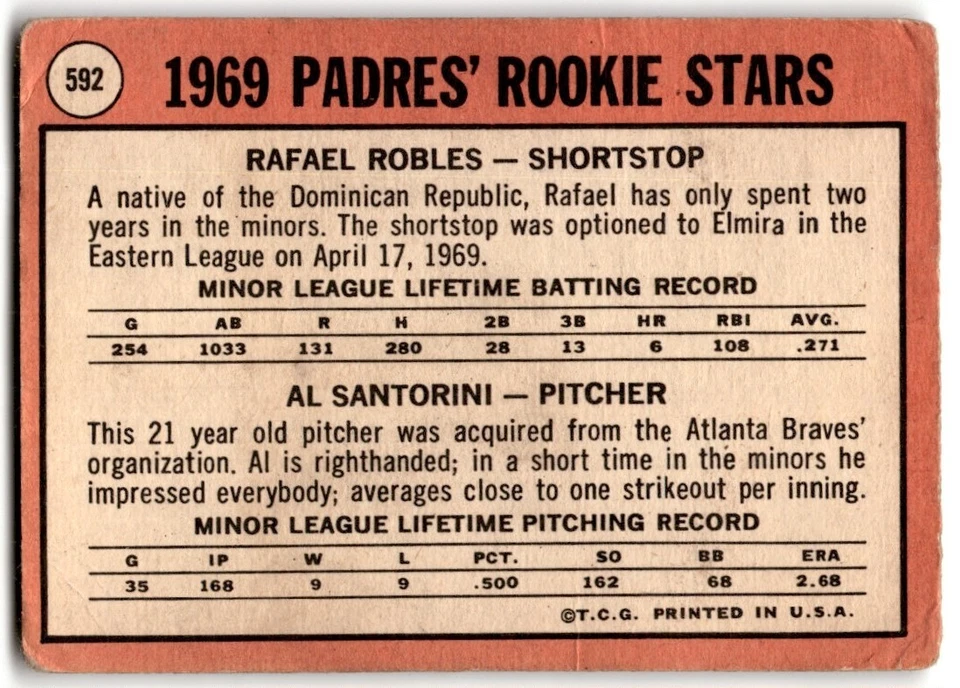 592
1969 PADRES' ROOKIE STARS
RAFAEL ROBLES — SHORTSTOP
A native of the Dominican Republic, Rafael has only spent two
years in the minors. The shortstop was optioned to Elmira in the
Eastern League on April 17, 1969.
MINOR LEAGUE LIFETIME BATTING RECORD
G AB R H 2B 3B HR RBI AVG.
254 1033 131 280 28 13 6 108 .271
AL SANTORINI — PITCHER
This 21 year old pitcher was acquired from the Atlanta Braves'
organization. Al is righthanded; in a short time in the minors he
impressed everybody; averages close to one strikeout per inning.
MINOR LEAGUE LIFETIME PITCHING RECORD
G IP W L PCT. SO BB ERA
35 168 9 9 .500 162 68 2.68
©T.C.G. PRINTED IN U.S.A.